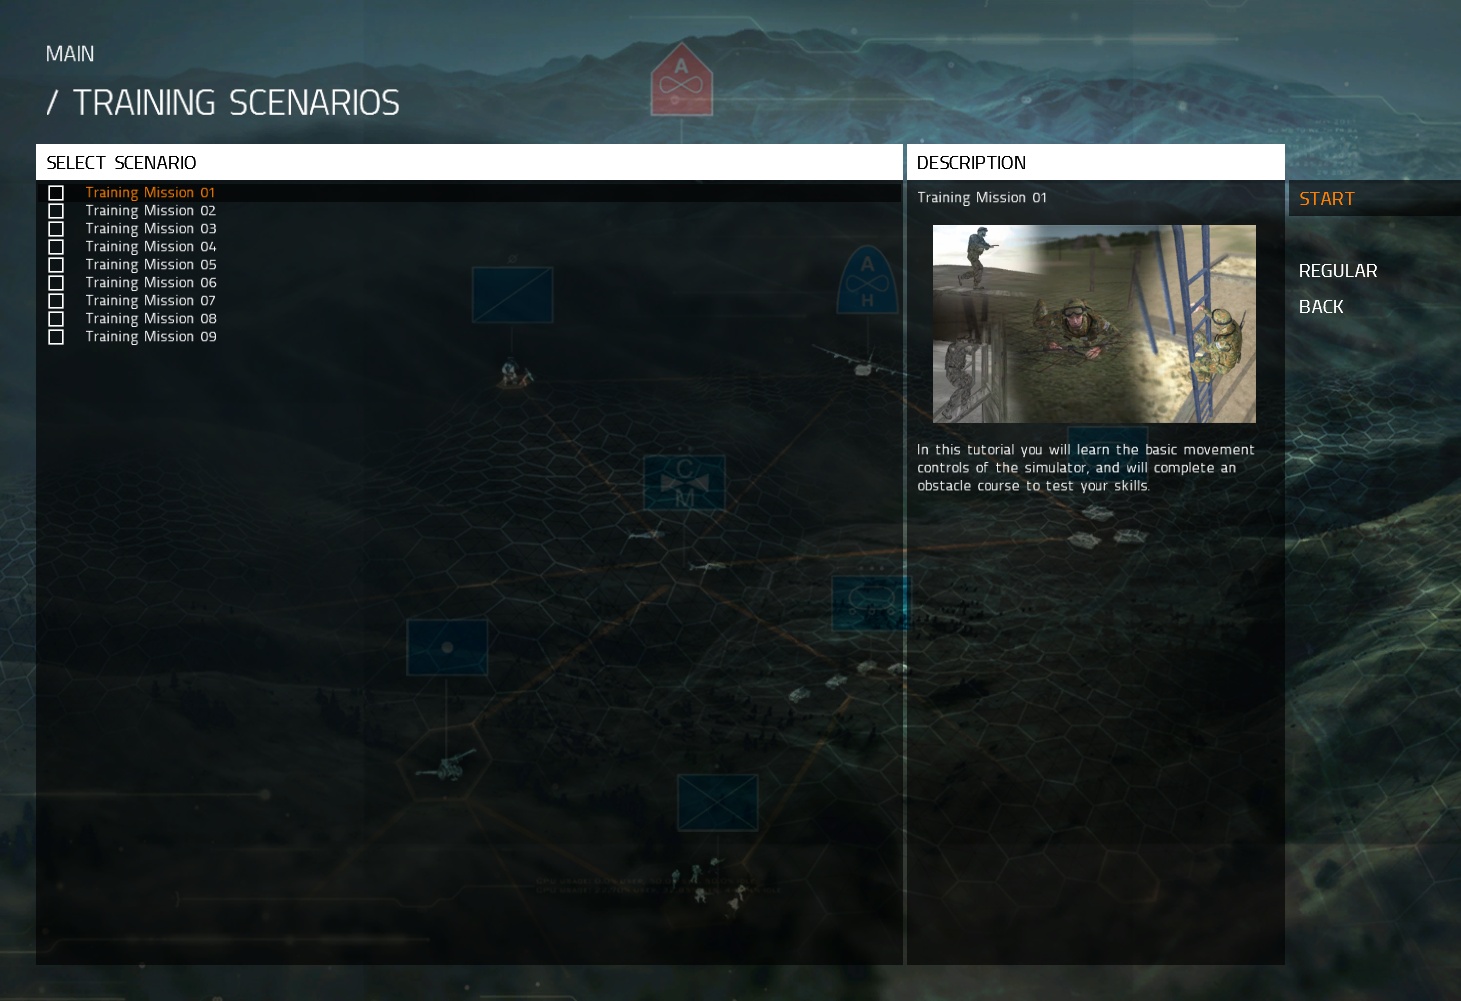 MAIN
/ TRAINING SCENARIOS
A
SELECT SCENARIO
Training Mission 01
Training Mission 02
Training Mission 03
Training Mission 04
Training Mission 05
Training Mission 06
Training Mission 07
Training Mission 08
Training Mission 09
A
H
C
M
DESCRIPTION
Training Mission 01
In this tutorial you will learn the basic movement
controls of the simulator, and will complete an
obstacle course to test your skills.
START
REGULAR
BACK